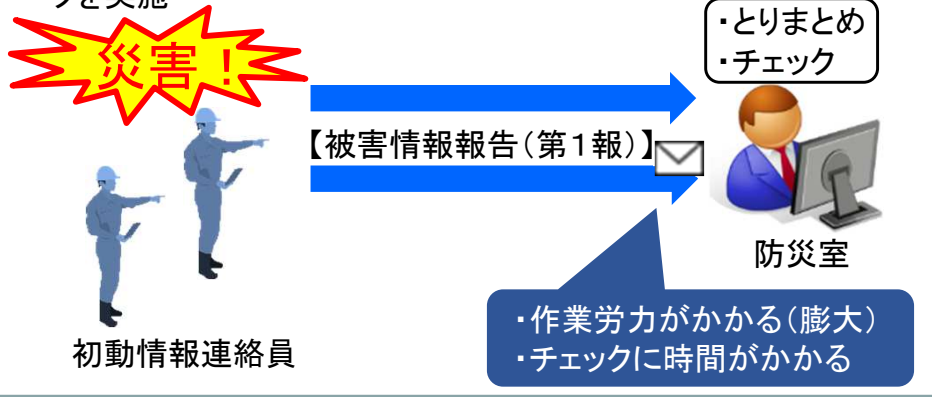 ・とりまとめ
・チェック
災害！
【被害情報報告（第１報）】
防災室
・作業労力がかかる（膨大）
・チェックに時間がかかる
初動情報連絡員